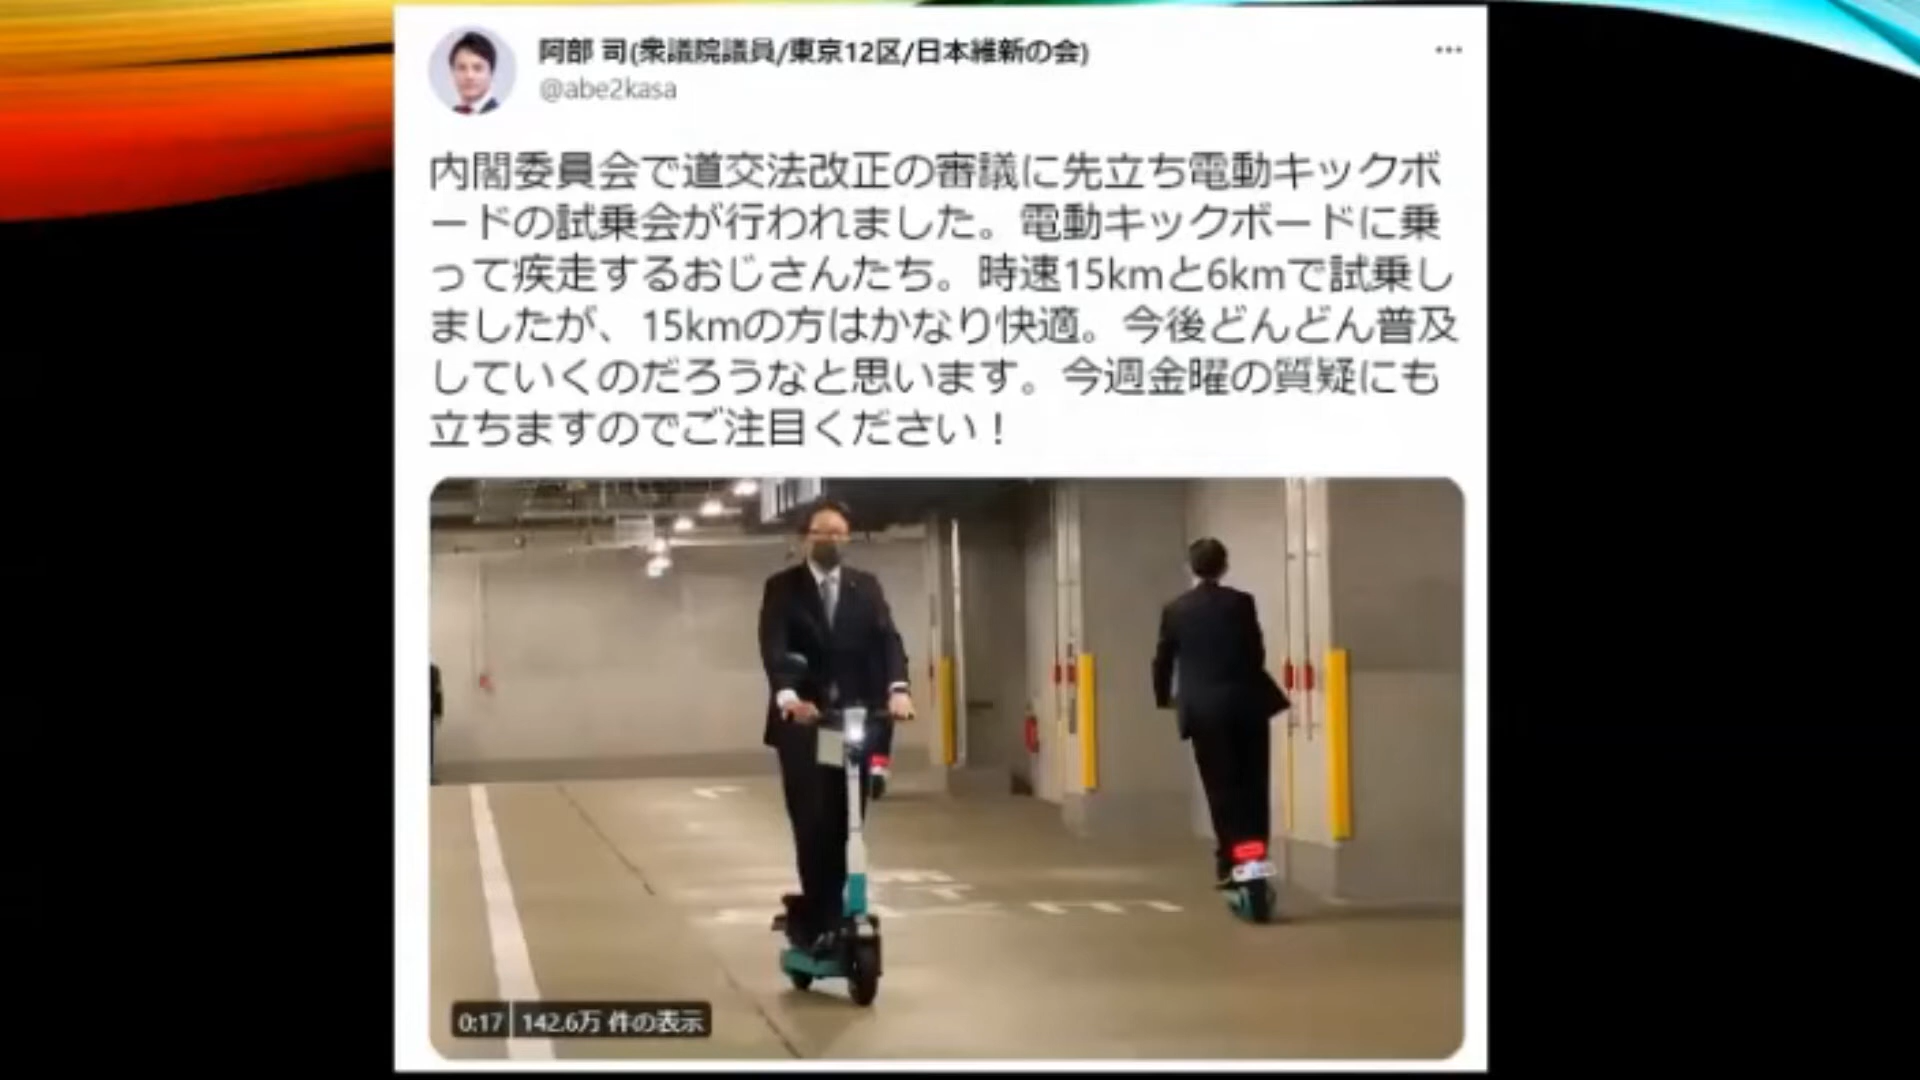 阿部 司(衆議院議員/東京12区/日本維新の会)
@abe2kasa
内閣委員会で道交法改正の審議に先立ち電動キックボ
ードの試乗会が行われました。電動キックボードに乗
って疾走するおじさんたち。時速15kmと6kmで試乗し
ましたが、15kmの方はかなり快適。今後どんどん普及
していくのだろうなと思います。今週金曜の質疑にも
立ちますのでご注目ください！
0:17 142.6万 件の表示